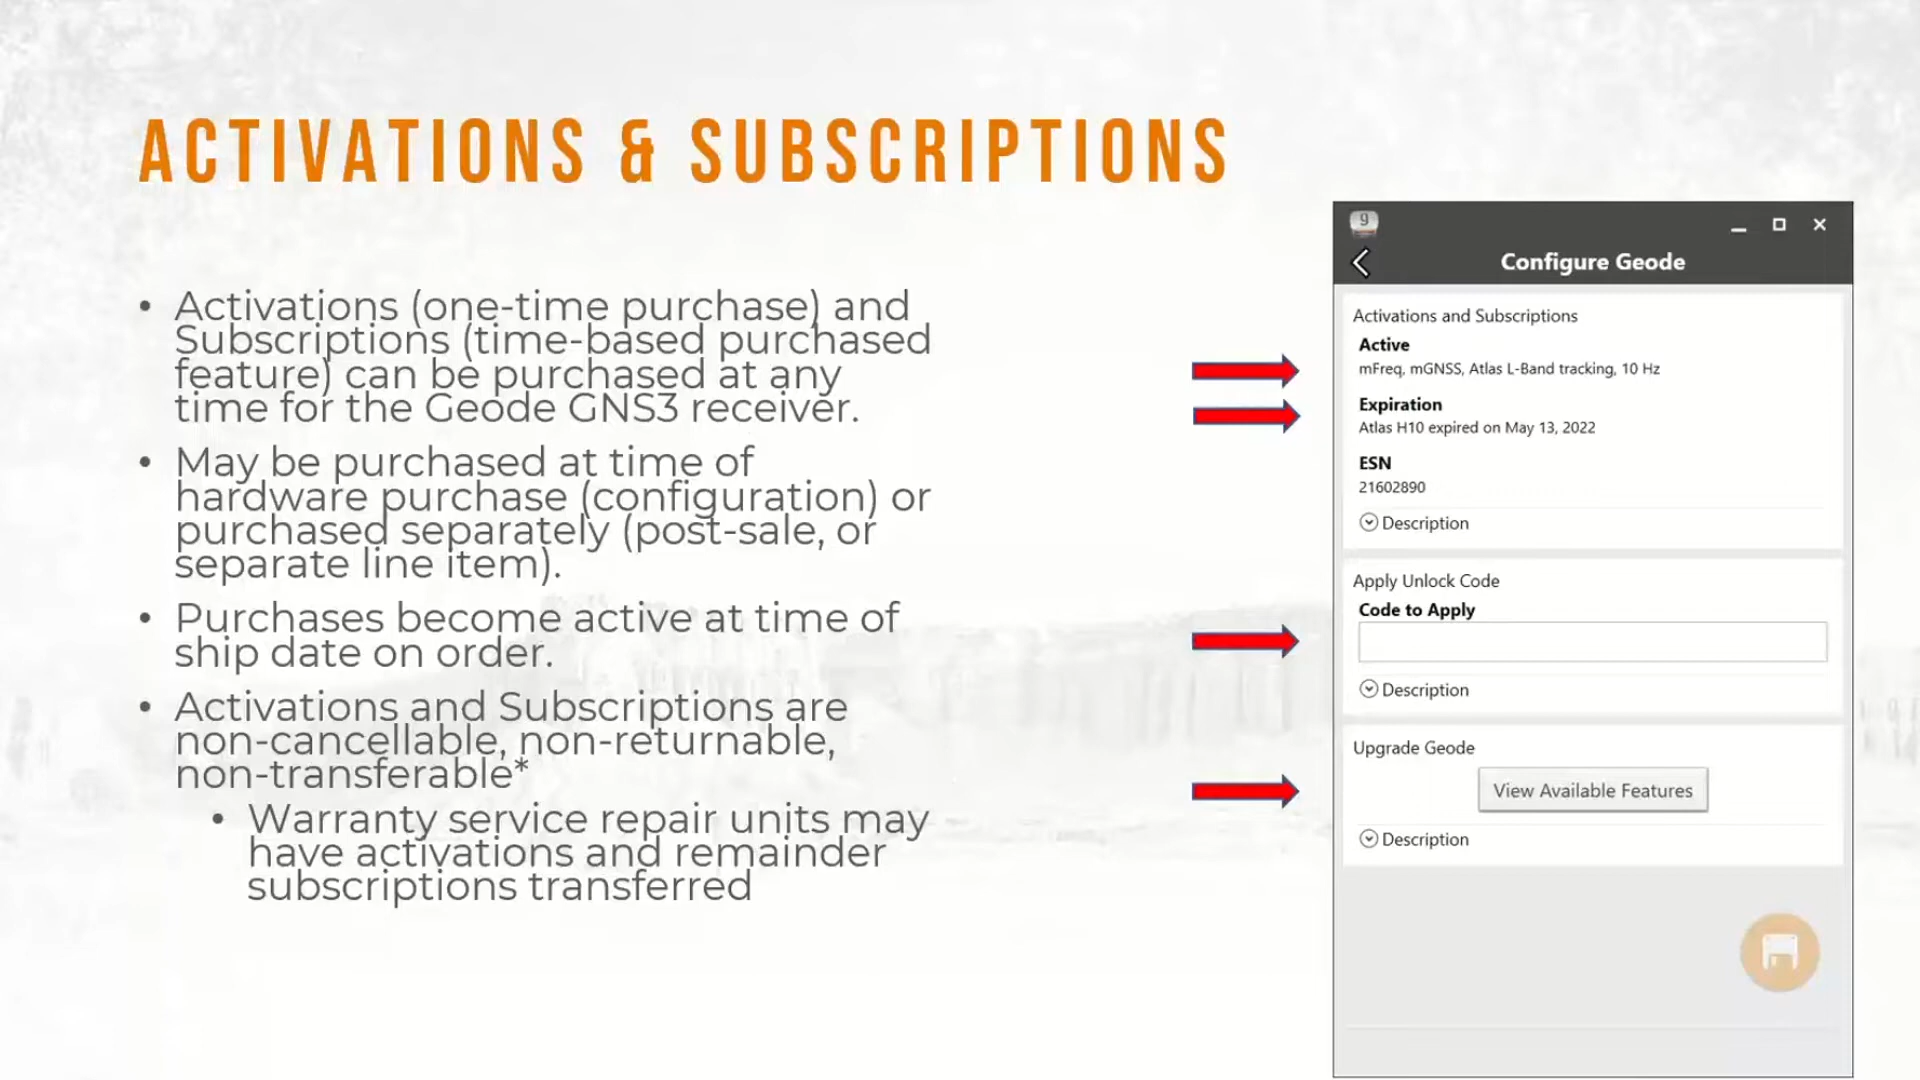 ACTIVATIONS & SUBSCRIPTIONS
• Activations (one-time purchase) and
Subscriptions (time-based purchased
feature) can be purchased at any
time for the Geode GNS3 receiver.
• May be purchased at time of
hardware purchase (configuration) or
purchased separately (post-sale, or
separate line item).
• Purchases become active at time of
ship date on order.
• Activations and Subscriptions are
non-cancellable, non-returnable,
non-transferable*
• Warranty service repair units may
have activations and remainder
subscriptions transferred
9
Configure Geode
Activations and Subscriptions
Active
mFreq, mGNSS, Atlas L-Band tracking, 10 Hz
Expiration
Atlas H10 expired on May 13, 2022
ESN
21602890
Description
Apply Unlock Code
Code to Apply
Description
Upgrade Geode
View Available Features
Description